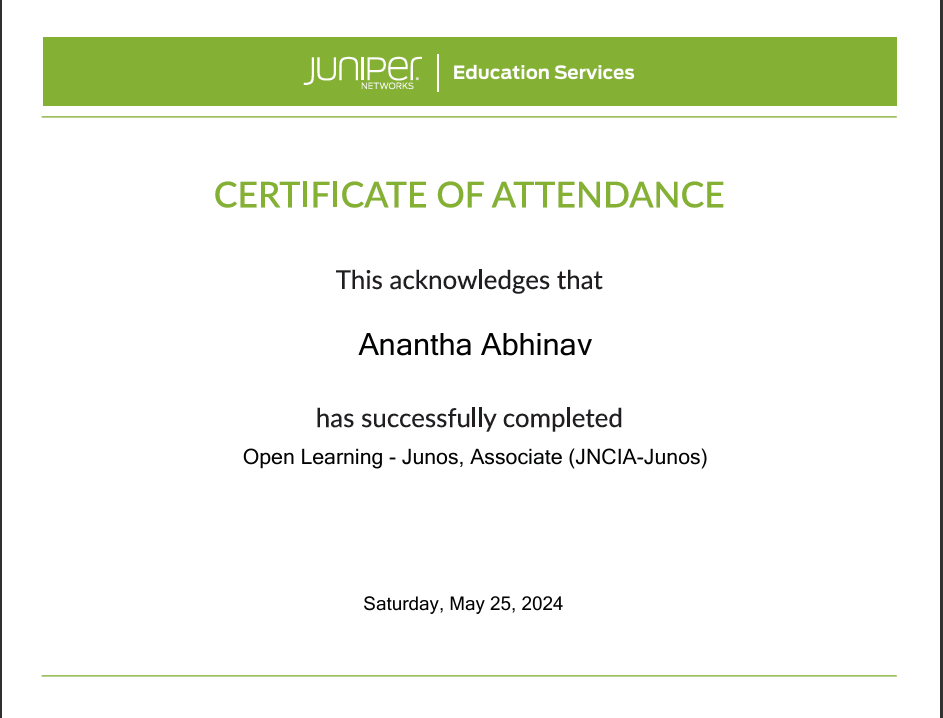 JUNIPER NETWORKS | Education Services
CERTIFICATE OF ATTENDANCE
This acknowledges that
Anantha Abhinav
has successfully completed
Open Learning - Junos, Associate (JNCIA-Junos)
Saturday, May 25, 2024